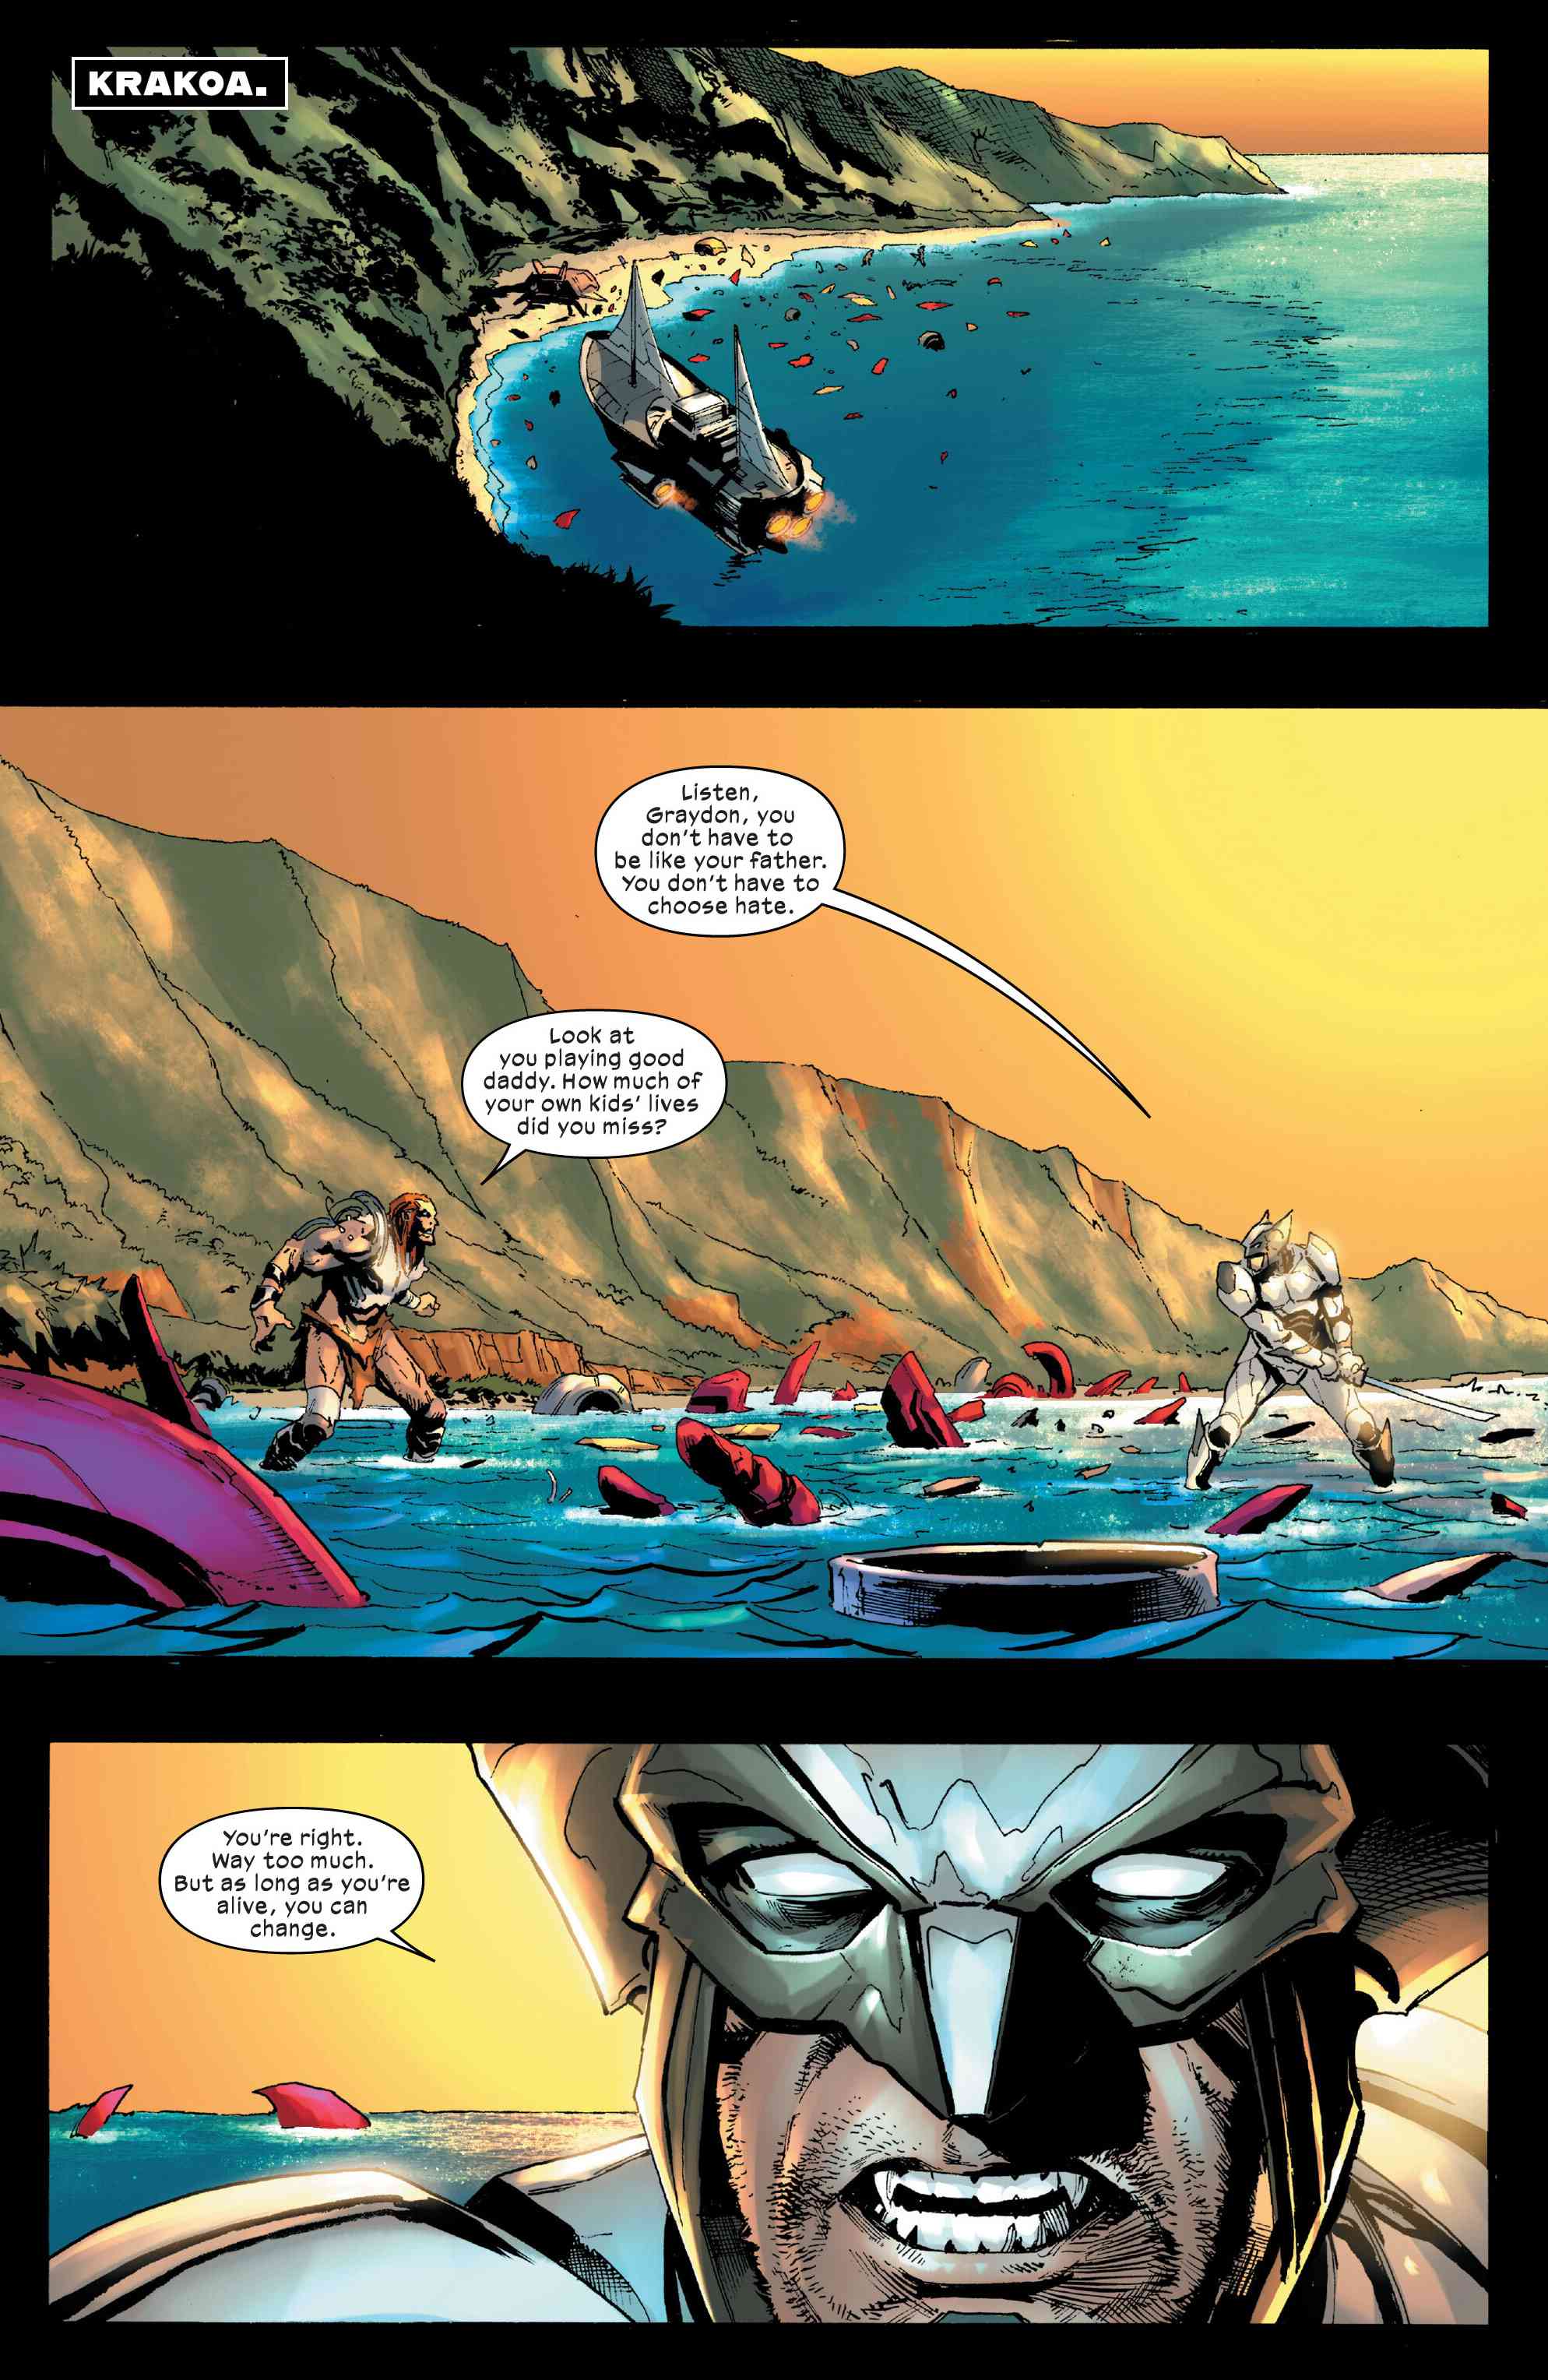 KRAKOA.
Listen,
Graydon, you
don't have to
be like your father.
You don't have to
choose hate.
Look at
you playing good
daddy. How much of
your own kids' lives
did you miss?
You're right.
Way too much.
But as long as you're
alive, you can
change.